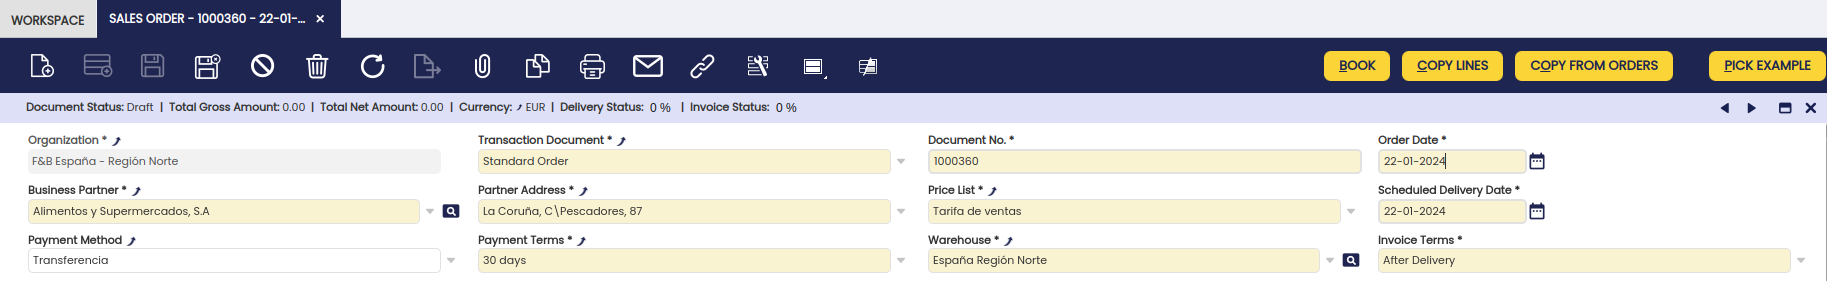 WORKSPACE SALES ORDER - 1000360 - 22-01-...
BOOK COPY LINES COPY FROM ORDERS PICK EXAMPLE
Document Status: Draft | Total Gross Amount: 0.00 | Total Net Amount: 0.00 | Currency: EUR | Delivery Status: 0 % | Invoice Status: 0 %
Organization * Transaction Document * Document No. * Order Date *
F&B España - Región Norte Standard Order 1000360 22-01-2024
Business Partner * Partner Address * Price List * Scheduled Delivery Date *
Alimentos y Supermercados, S.A La Coruña, C\Pescadores, 87 Tarifa de ventas 22-01-2024
Payment Method Payment Terms * Warehouse * Invoice Terms *
Transferencia 30 days España Región Norte After Delivery